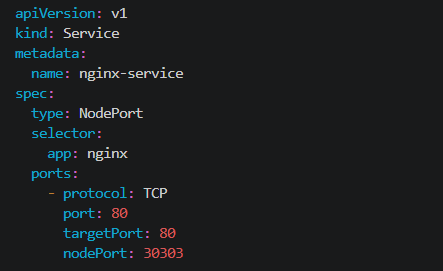 apiVersion: v1
kind: Service
metadata:
  name: nginx-service
spec:
  type: NodePort
  selector:
    app: nginx
  ports:
    - protocol: TCP
      port: 80
      targetPort: 80
      nodePort: 30303